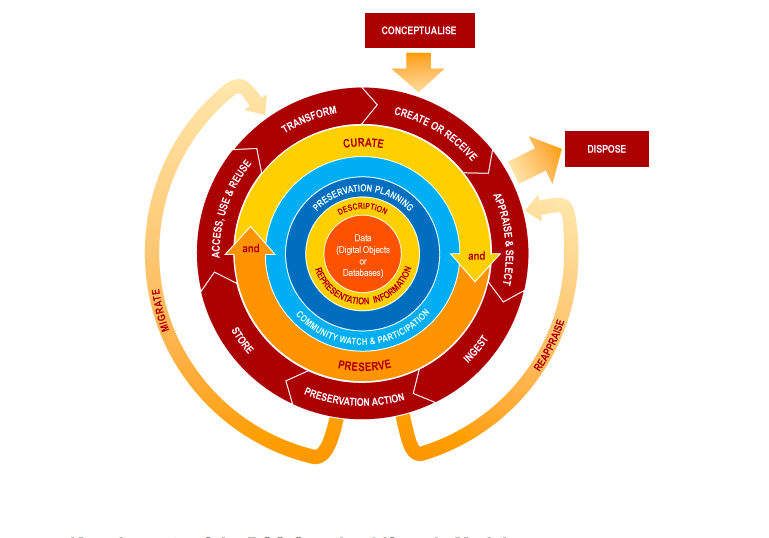 CONCEPTUALISE
CREATE OR RECEIVE
DISPOSE
APPRAISE & SELECT
INGEST
PRESERVATION ACTION
STORE
ACCESS, USE & REUSE
TRANSFORM
CURATE
and
PRESERVE
and
COMMUNITY WATCH & PARTICIPATION
PRESERVATION PLANNING
DESCRIPTION
REPRESENTATION INFORMATION
Data
(Digital Objects
or
Databases)
MIGRATE
REAPPRAISE